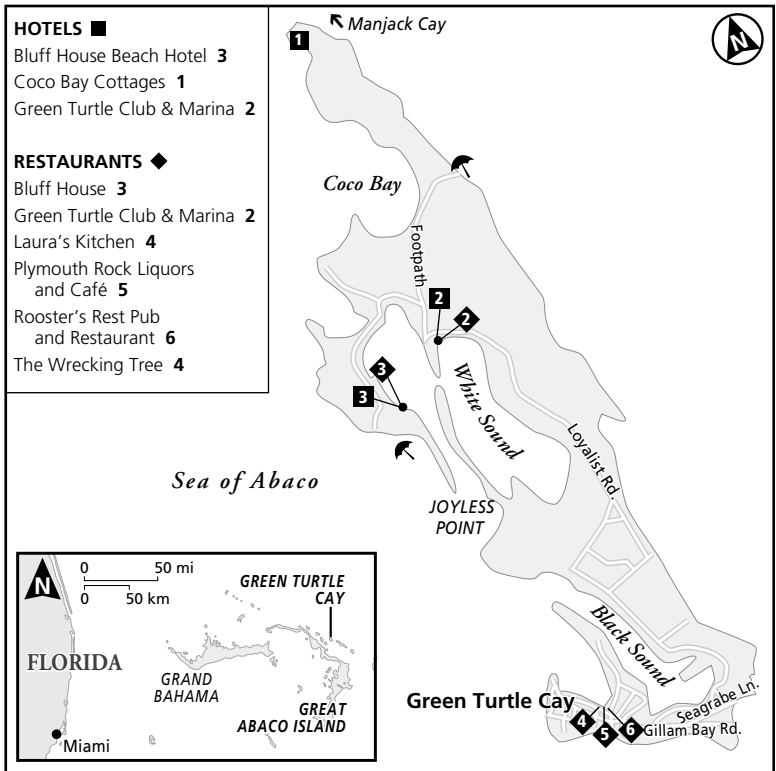 HOTELS
Bluff House Beach Hotel 3
Coco Bay Cottages 1
Green Turtle Club & Marina 2
RESTAURANTS
Bluff House 3
Green Turtle Club & Marina 2
Laura's Kitchen 4
Plymouth Rock Liquors
and Café 5
Rooster's Rest Pub
and Restaurant 6
The Wrecking Tree 4
Manjack Cay
1
N
Coco Bay
Footpath
2
2
3
3
White Sound
Loyalist Rd.
Sea of Abaco
JOYLESS
POINT
Black Sound
Seagrabe Ln.
Green Turtle Cay
4
5
6
Gillam Bay Rd.
N
0 50 mi
0 50 km
GREEN TURTLE
CAY
FLORIDA
GRAND
BAHAMA
GREAT
ABACO ISLAND
Miami